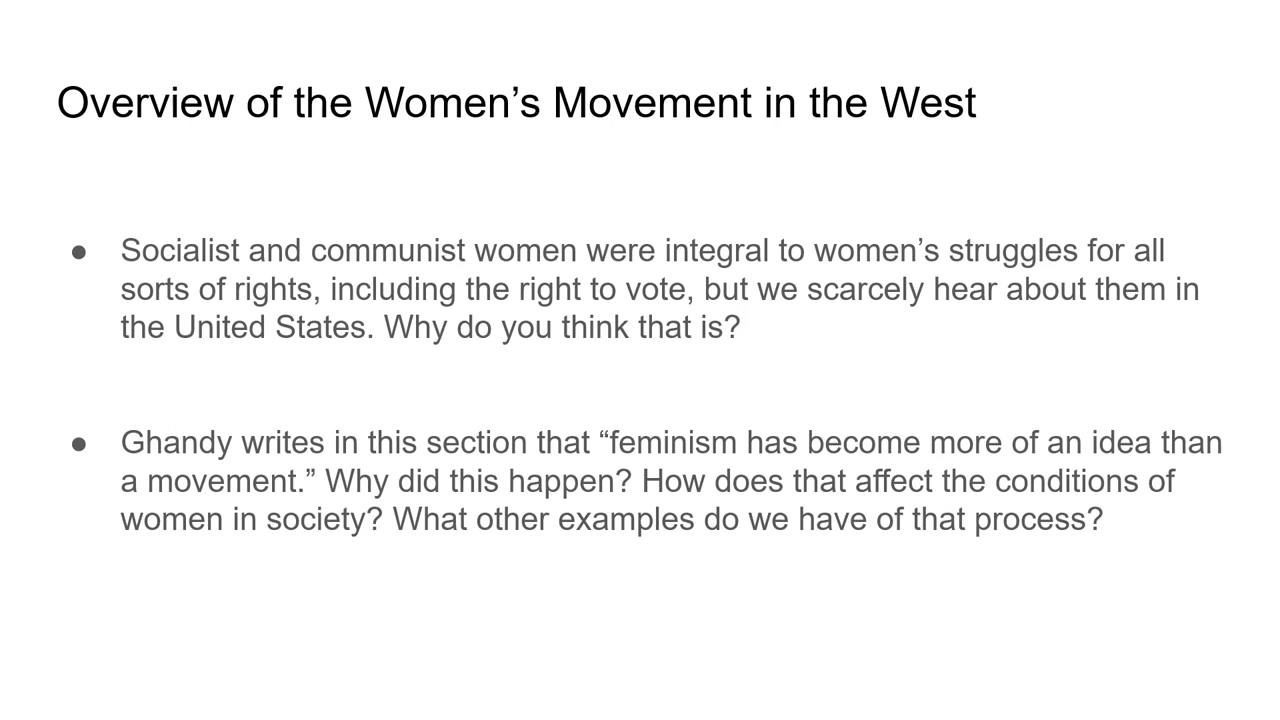 Overview of the Women’s Movement in the West
● Socialist and communist women were integral to women’s struggles for all
sorts of rights, including the right to vote, but we scarcely hear about them in
the United States. Why do you think that is?
● Ghandy writes in this section that “feminism has become more of an idea than
a movement.” Why did this happen? How does that affect the conditions of
women in society? What other examples do we have of that process?